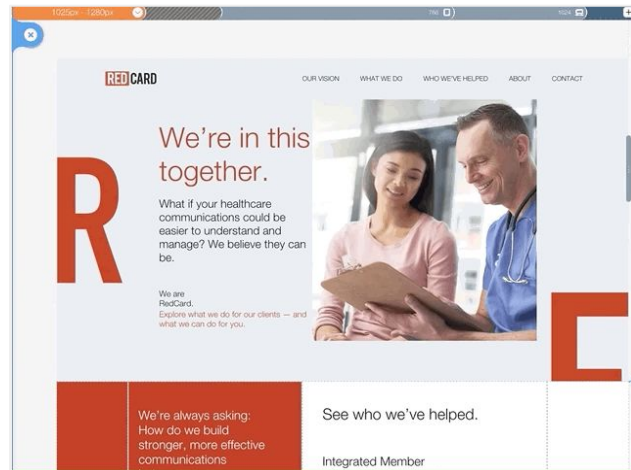 1025px - 1280px
768
1024
REDCARD
OUR VISION WHAT WE DO WHO WE'VE HELPED ABOUT CONTACT
We're in this
together.
R
What if your healthcare
communications could be
easier to understand and
manage? We believe they can
be.
We are
RedCard.
Explore what we do for our clients — and
what we can do for you.
We're always asking:
How do we build
stronger, more effective
communications
See who we've helped.
Integrated Member